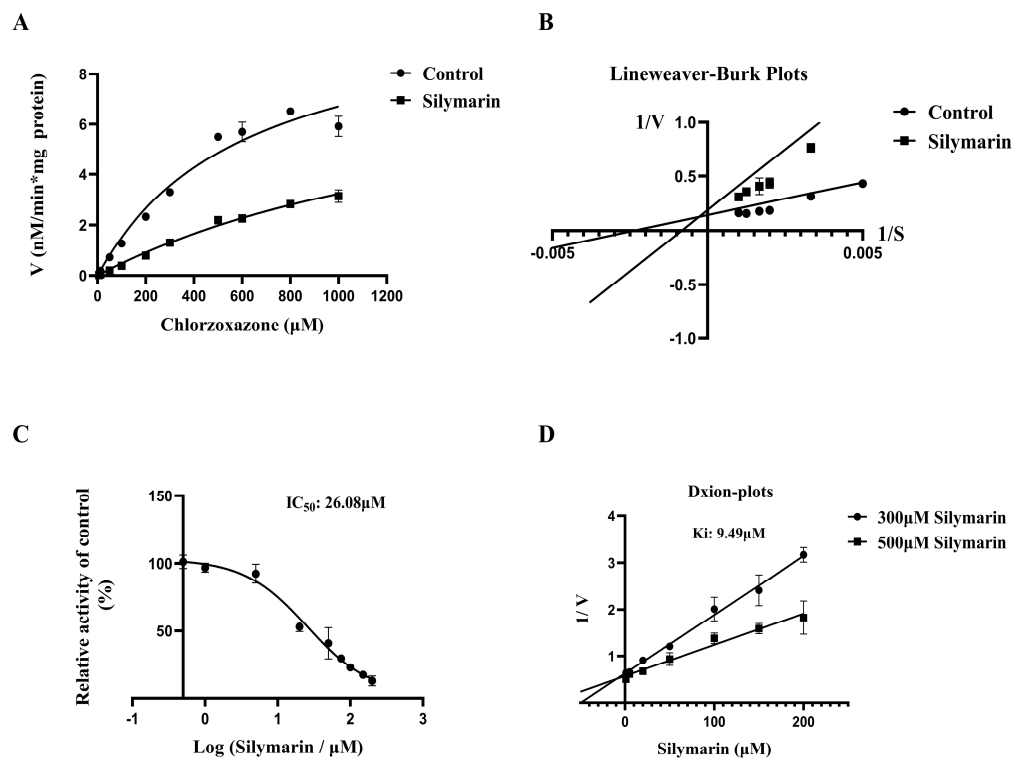 A
V (nM/min*mg protein)
8
6
4
2
0
0 200 400 600 800 1000 1200
Chlorzoxazone (μM)
Control
Silymarin
B
Lineweaver-Burk Plots
1/V
1.0
0.5
-0.5
-1.0
-0.005
0.005
1/S
Control
Silymarin
C
Relative activity of control
(%)
150
100
50
-1 0 1 2 3
Log (Silymarin / μM)
IC50: 26.08μM
D
Dxion-plots
Ki: 9.49μM
1/ V
4
3
2
1
0 100 200
Silymarin (μM)
300μM Silymarin
500μM Silymarin